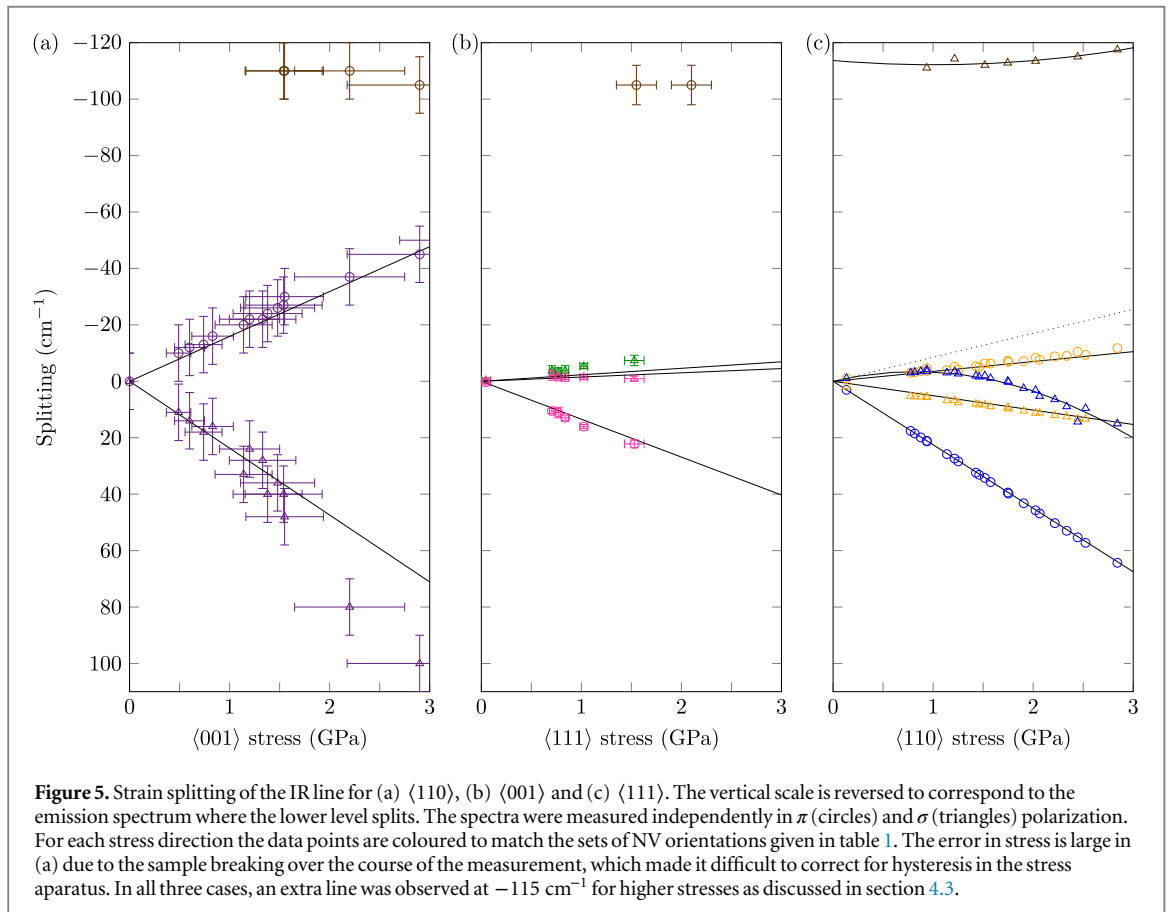 (a) (b) (c)
−120
−100
−80
−60
−40
−20
0
20
40
60
80
100
Splitting (cm⁻¹)
0 1 2 3 0 1 2 3 0 1 2 3
⟨001⟩ stress (GPa) ⟨111⟩ stress (GPa) ⟨110⟩ stress (GPa)
Figure 5. Strain splitting of the IR line for (a) ⟨110⟩, (b) ⟨001⟩ and (c) ⟨111⟩. The vertical scale is reversed to correspond to the
emission spectrum where the lower level splits. The spectra were measured independently in π (circles) and σ (triangles) polarization.
For each stress direction the data points are coloured to match the sets of NV orientations given in table 1. The error in stress is large in
(a) due to the sample breaking over the course of the measurement, which made it difficult to correct for hysteresis in the stress
apparatus. In all three cases, an extra line was observed at −115 cm⁻¹ for higher stresses as discussed in section 4.3.